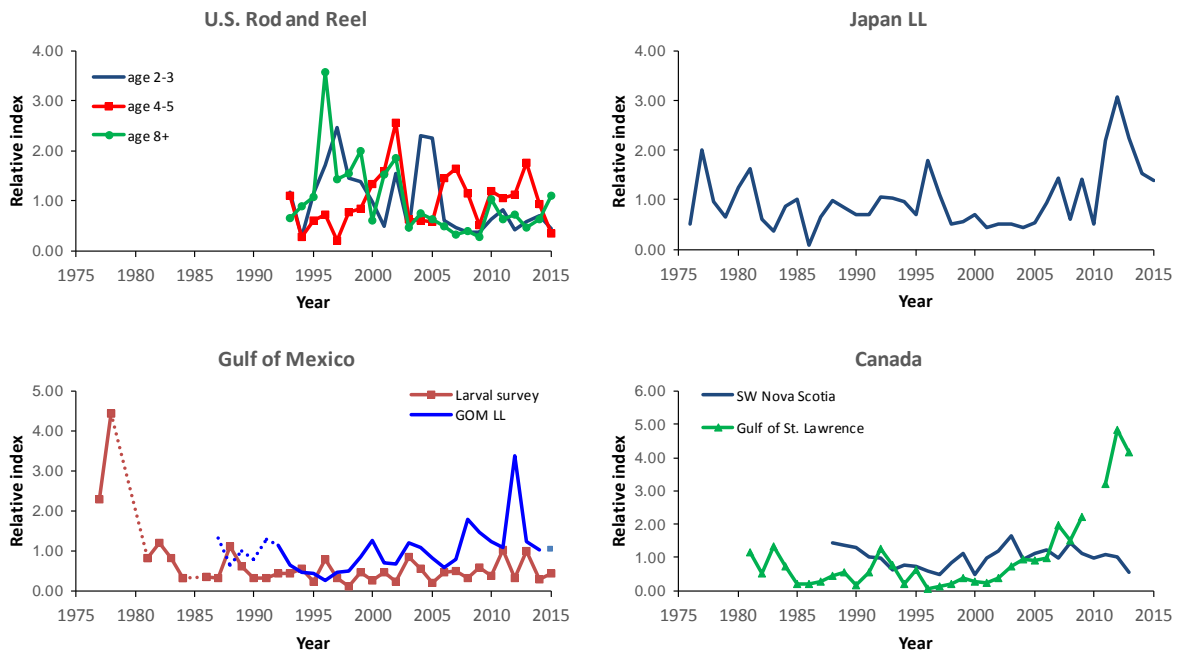 U.S. Rod and Reel
4.00
3.00
2.00
1.00
0.00
Relative index
age 2-3
age 4-5
age 8+
1975 1980 1985 1990 1995 2000 2005 2010 2015
Year
Japan LL
4.00
3.00
2.00
1.00
0.00
Relative index
1975 1980 1985 1990 1995 2000 2005 2010 2015
Year
Gulf of Mexico
5.00
4.00
3.00
2.00
1.00
0.00
Relative index
Larval survey
GOM LL
1975 1980 1985 1990 1995 2000 2005 2010 2015
Year
Canada
6.00
5.00
4.00
3.00
2.00
1.00
0.00
Relative index
SW Nova Scotia
Gulf of St. Lawrence
1975 1980 1985 1990 1995 2000 2005 2010 2015
Year